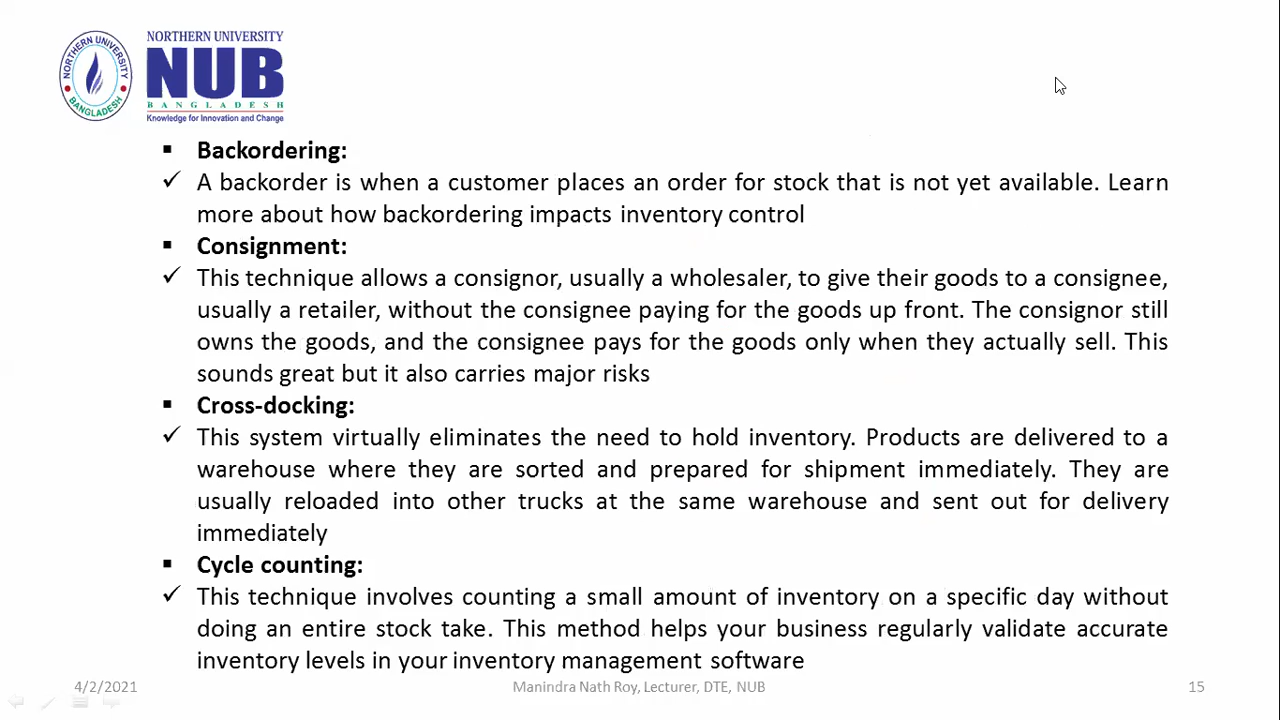 NORTHERN UNIVERSITY
NUB
BANGLADESH
Knowledge for Innovation and Change
NORTHERN UNIVERSITY
BANGLADESH
▪ Backordering:
✓ A backorder is when a customer places an order for stock that is not yet available. Learn
more about how backordering impacts inventory control
▪ Consignment:
✓ This technique allows a consignor, usually a wholesaler, to give their goods to a consignee,
usually a retailer, without the consignee paying for the goods up front. The consignor still
owns the goods, and the consignee pays for the goods only when they actually sell. This
sounds great but it also carries major risks
▪ Cross-docking:
✓ This system virtually eliminates the need to hold inventory. Products are delivered to a
warehouse where they are sorted and prepared for shipment immediately. They are
usually reloaded into other trucks at the same warehouse and sent out for delivery
immediately
▪ Cycle counting:
✓ This technique involves counting a small amount of inventory on a specific day without
doing an entire stock take. This method helps your business regularly validate accurate
inventory levels in your inventory management software
4/2/2021
Manindra Nath Roy, Lecturer, DTE, NUB
15